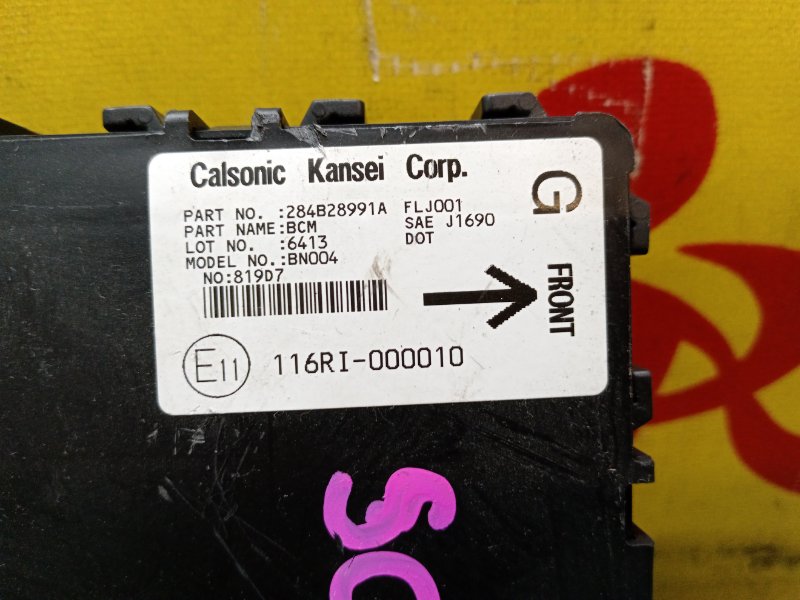 Calsonic Kansei Corp.
PART NO. :284B28991A FLJ001
PART NAME:BCM SAE J1690
LOT NO. :6413 DOT
MODEL NO.:BN004
NO:819D7
G
FRONT
E11 116RI-000010